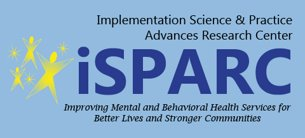 Implementation Science & Practice
Advances Research Center
iSPARC
Improving Mental and Behavioral Health Services for
Better Lives and Stronger Communities